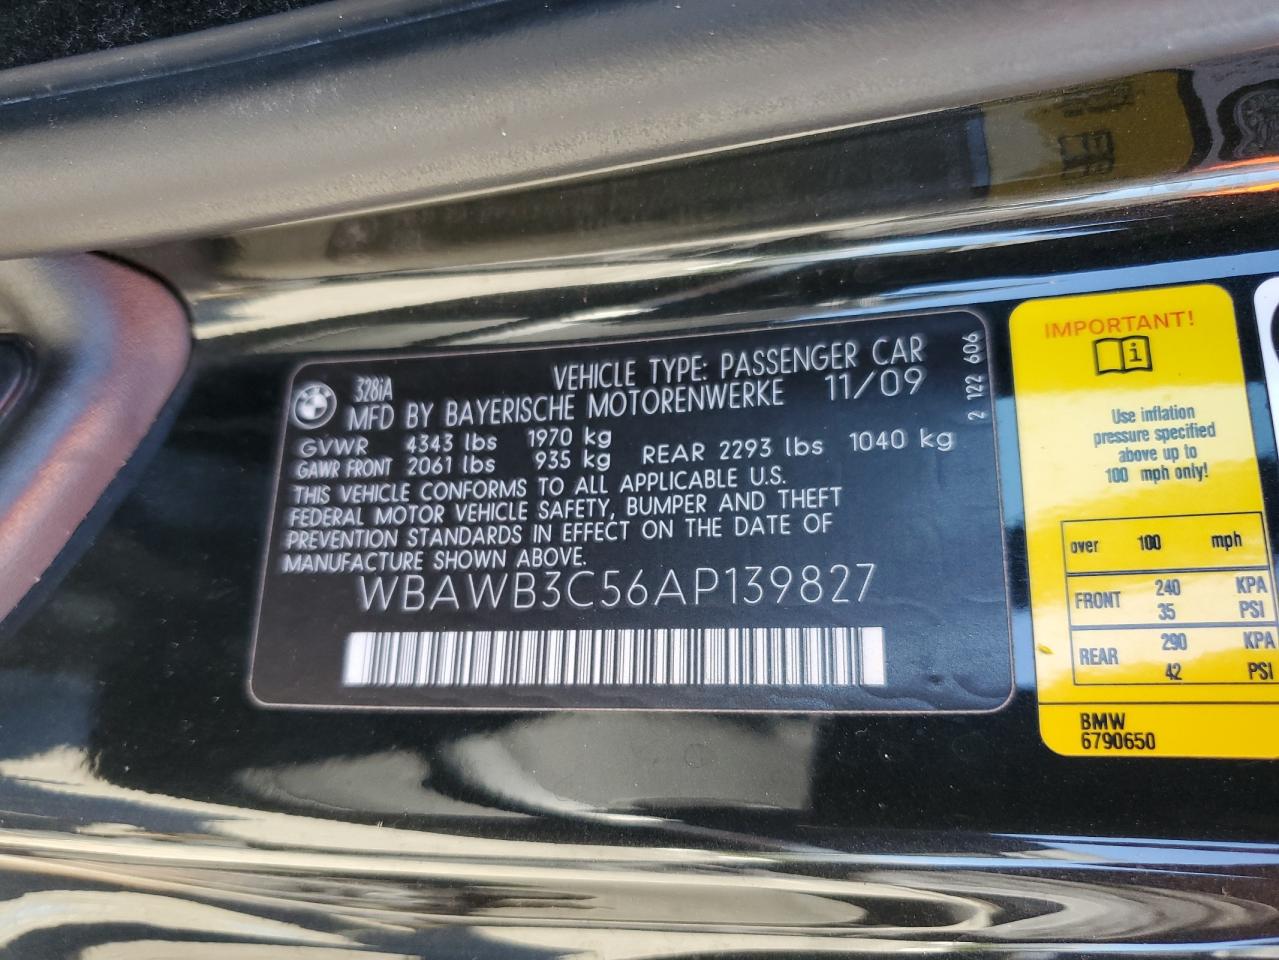 328iA VEHICLE TYPE: PASSENGER CAR
MFD BY BAYERISCHE MOTORENWERKE 11/09
GVWR 4343 lbs 1970 kg
GAWR FRONT 2061 lbs 935 kg REAR 2293 lbs 1040 kg
THIS VEHICLE CONFORMS TO ALL APPLICABLE U.S.
FEDERAL MOTOR VEHICLE SAFETY, BUMPER AND THEFT
PREVENTION STANDARDS IN EFFECT ON THE DATE OF
MANUFACTURE SHOWN ABOVE.
WBAWB3C56AP139827
2 122 606
IMPORTANT!
i
Use inflation
pressure specified
above up to
100 mph only!
over 100 mph
FRONT 240 KPA
35 PSI
REAR 290 KPA
42 PSI
BMW
6790650